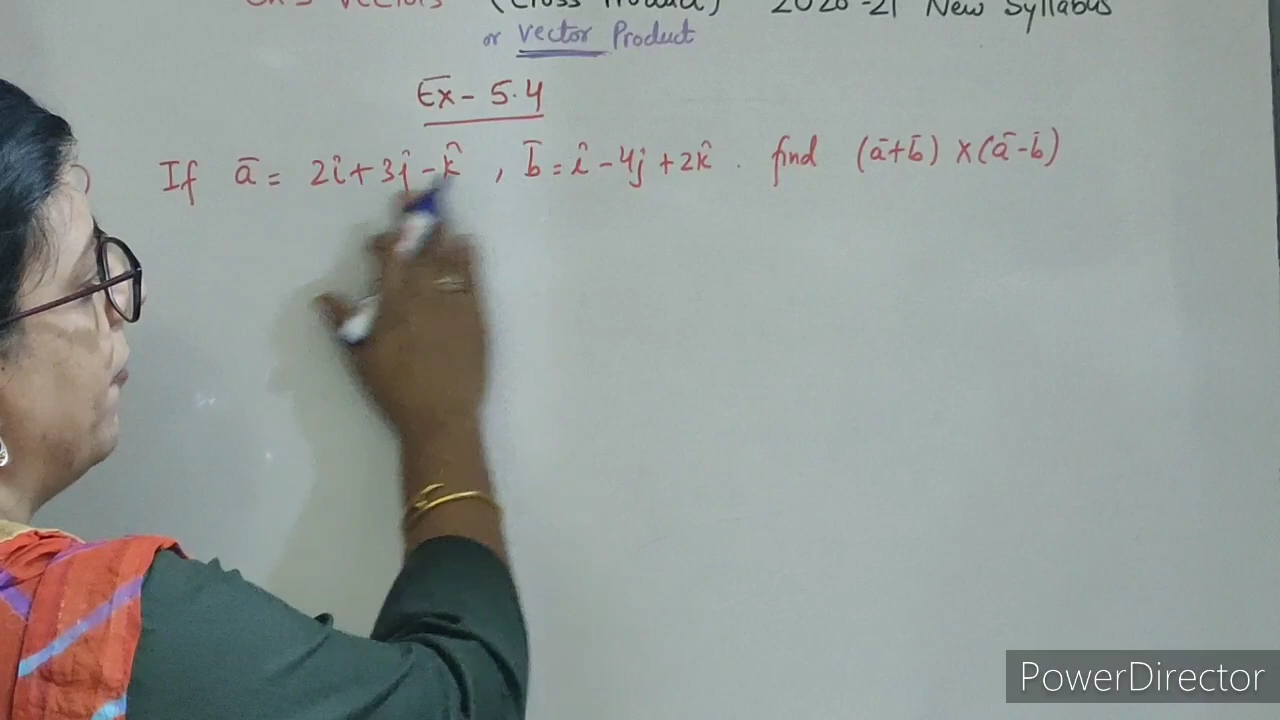 Ch 5 Vectors (Cross Product) 2020-21 New Syllabus
or vector Product
Ex - 5.4
) If ā = 2î + 3ĵ - k̂ , b̄ = î - 4ĵ + 2k̂ . find (ā+b̄) × (ā-b̄)
PowerDirector